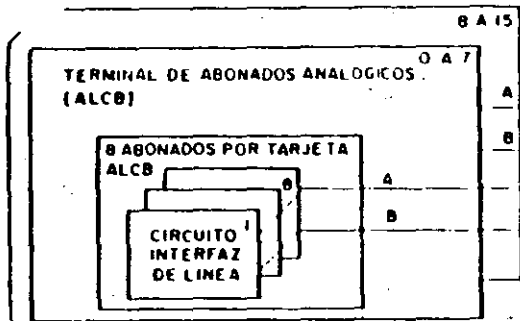 8 A 15
0 A 7
TERMINAL DE ABONADOS ANALOGICOS.
(ALCB)
A
B
8 ABONADOS POR TARJETA
ALCB
8
A
B
1
CIRCUITO
INTERFAZ
DE LINEA